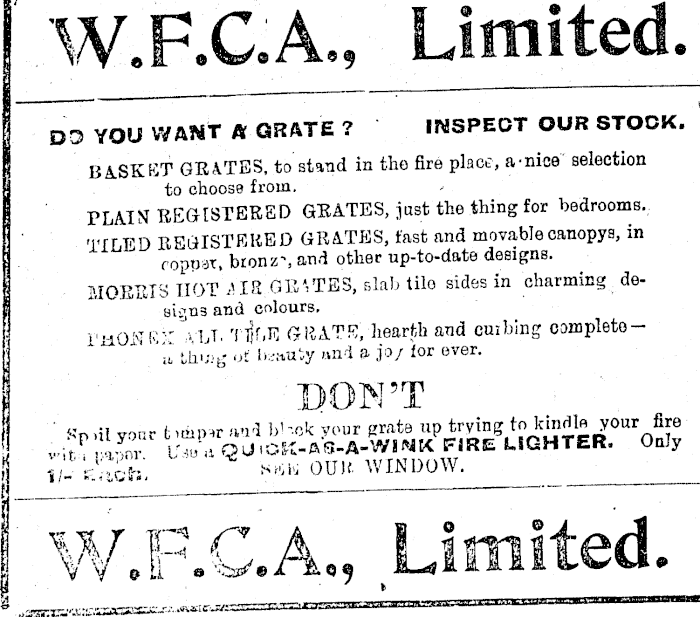 W.F.C.A., Limited.
DO YOU WANT A GRATE? INSPECT OUR STOCK.
BASKET GRATES, to stand in the fire place, a nice selection
to choose from.
PLAIN REGISTERED GRATES, just the thing for bedrooms.
TILED REGISTERED GRATES, fast and movable canopys, in
copper, bronze, and other up-to-date designs.
MORRIS HOT AIR GRATES, slab tile sides in charming de-
signs and colours.
PHONEX ALL TILE GRATE, hearth and curbing complete—
a thing of beauty and a joy for ever.
DON'T
Spoil your temper and black your grate up trying to kindle your fire
with paper. Use a QUICK-AS-A-WINK FIRE LIGHTER. Only
1/- EACH. SEE OUR WINDOW.
W.F.C.A., Limited.